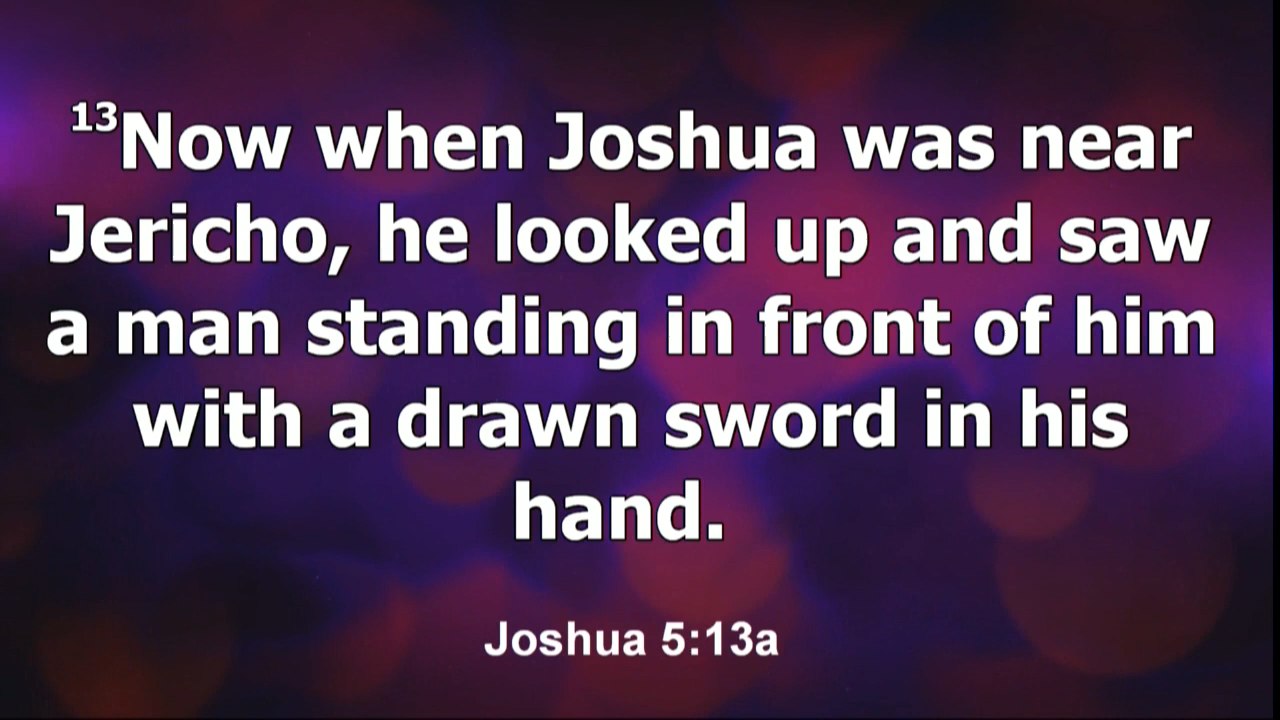 13Now when Joshua was near
Jericho, he looked up and saw
a man standing in front of him
with a drawn sword in his
hand.
Joshua 5:13a